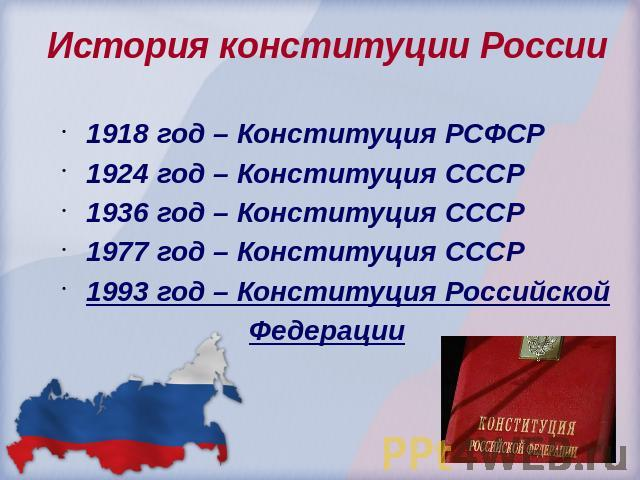 История конституции России
1918 год – Конституция РСФСР
1924 год – Конституция СССР
1936 год – Конституция СССР
1977 год – Конституция СССР
1993 год – Конституция Российской
Федерации
КОНСТИТУЦИЯ
РОССИЙСКОЙ ФЕДЕРАЦИИ
PPt4WEB.ru